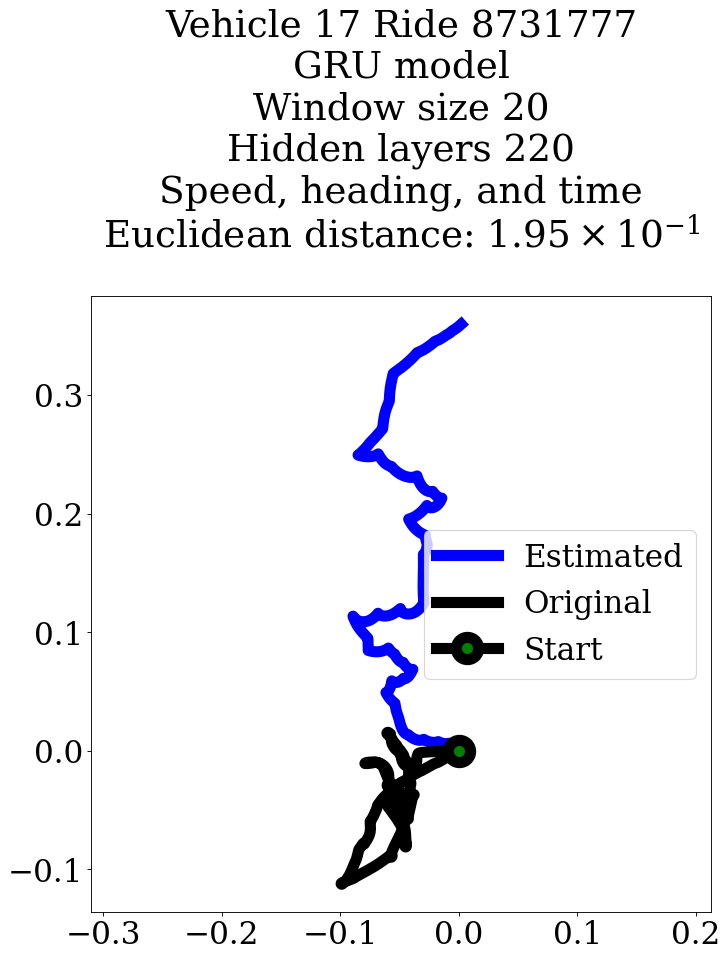 Vehicle 17 Ride 8731777
GRU model
Window size 20
Hidden layers 220
Speed, heading, and time
Euclidean distance: 1.95 × 10⁻¹
0.3
0.2
0.1
0.0
−0.1
Estimated
Original
Start
−0.3 −0.2 −0.1 0.0 0.1 0.2